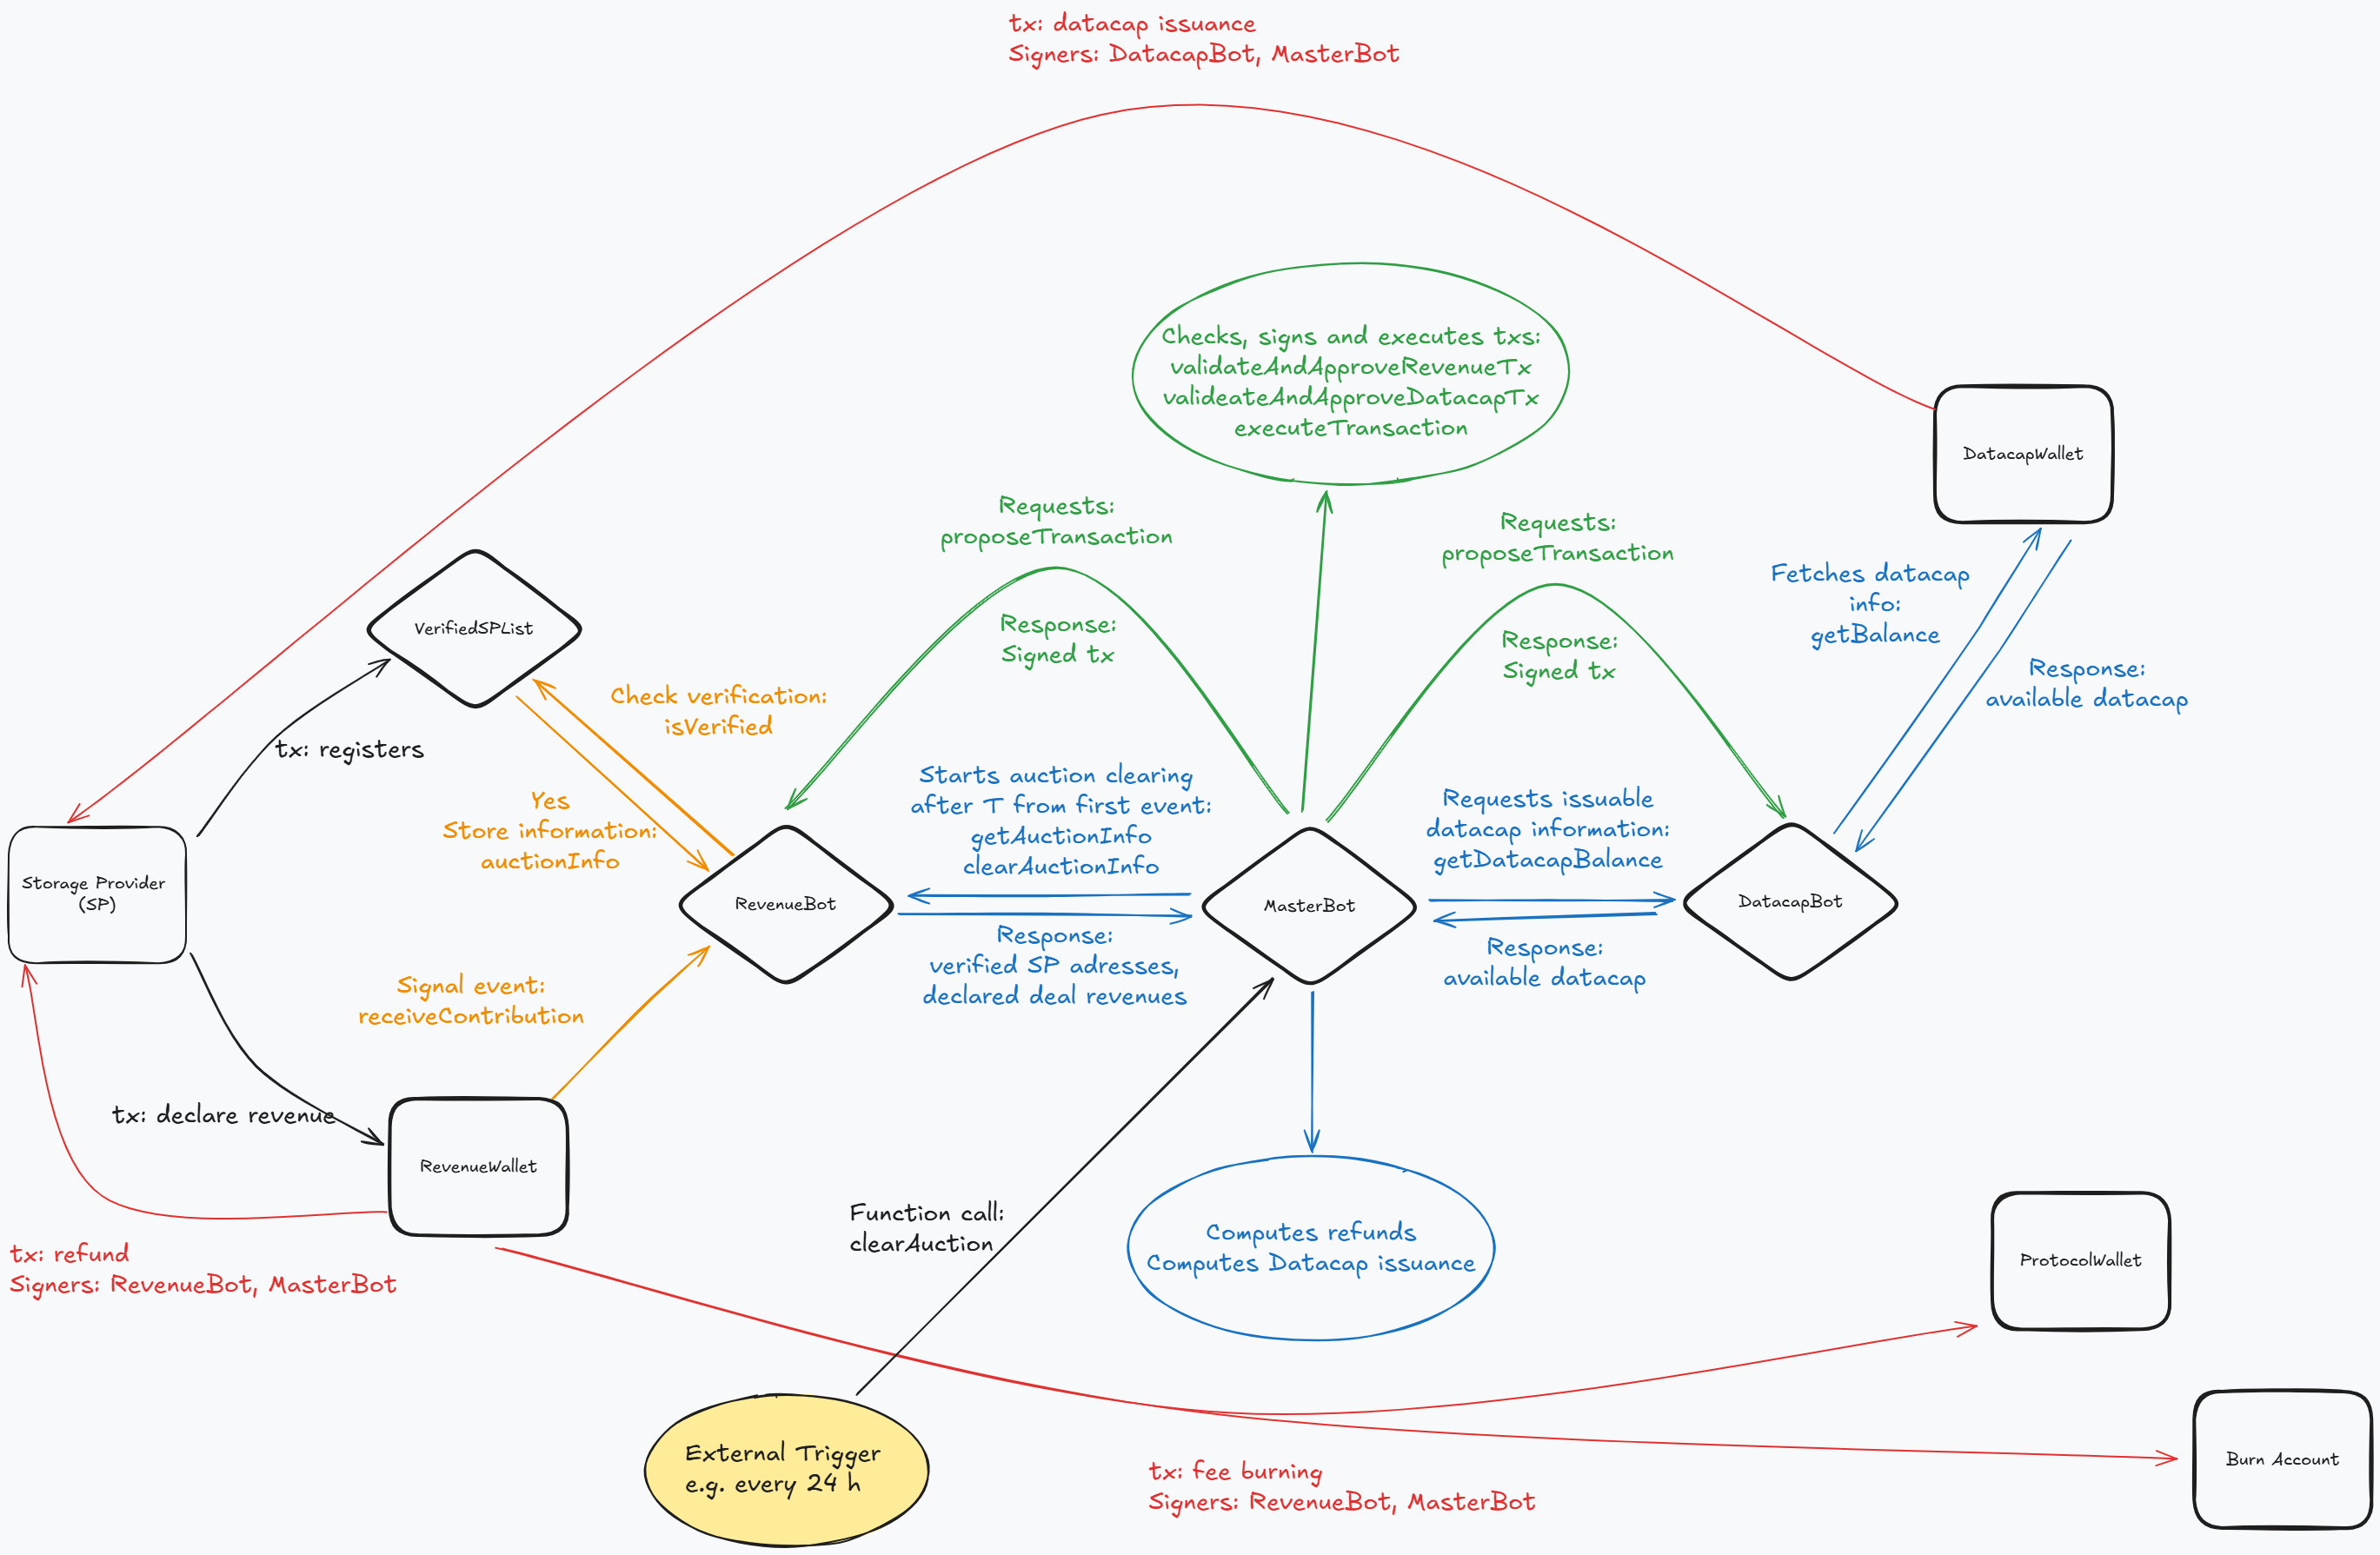 tx: datacap issuance
Signers: DatacapBot, MasterBot
Checks, signs and executes txs:
validateAndApproveRevenueTx
valideateAndApproveDatacapTx
executeTransaction
DatacapWallet
Requests:
proposeTransaction
Response:
Signed tx
Requests:
proposeTransaction
Response:
Signed tx
Fetches datacap
info:
getBalance
Response:
available datacap
VerifiedSPList
tx: registers
Check verification:
isVerified
Yes
Store information:
auctionInfo
Starts auction clearing
after T from first event:
getAuctionInfo
clearAuctionInfo
Requests issuable
datacap information:
getDatacapBalance
Storage Provider
(SP)
RevenueBot
MasterBot
DatacapBot
Response:
verified SP adresses,
declared deal revenues
Response:
available datacap
Signal event:
receiveContribution
tx: declare revenue
RevenueWallet
Function call:
clearAuction
Computes refunds
Computes Datacap issuance
ProtocolWallet
tx: refund
Signers: RevenueBot, MasterBot
External Trigger
e.g. every 24 h
tx: fee burning
Signers: RevenueBot, MasterBot
Burn Account